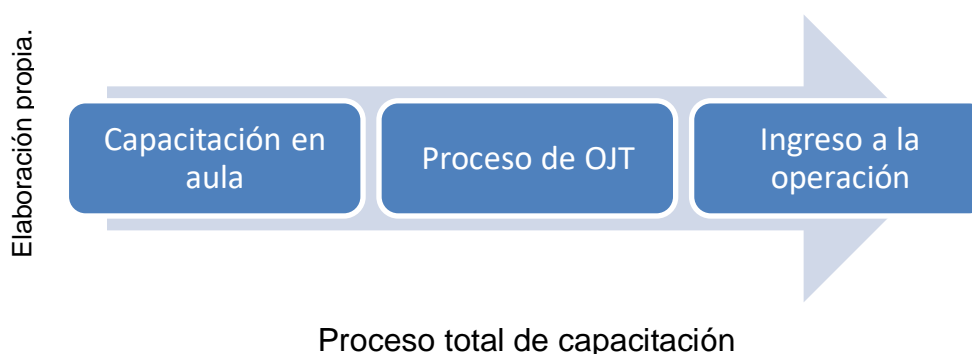 Elaboración propia.
Capacitación en
aula
Proceso de OJT
Ingreso a la
operación
Proceso total de capacitación